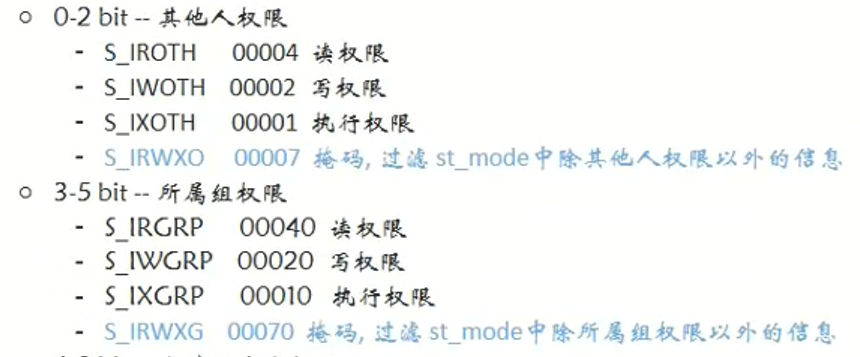 ○ 0-2 bit -- 其他人权限
- S_IROTH 00004 读权限
- S_IWOTH 00002 写权限
- S_IXOTH 00001 执行权限
- S_IRWXO 00007 掩码, 过滤 st_mode中除其他人权限以外的信息
○ 3-5 bit -- 所属组权限
- S_IRGRP 00040 读权限
- S_IWGRP 00020 写权限
- S_IXGRP 00010 执行权限
- S_IRWXG 00070 掩码, 过滤 st_mode中除所属组权限以外的信息